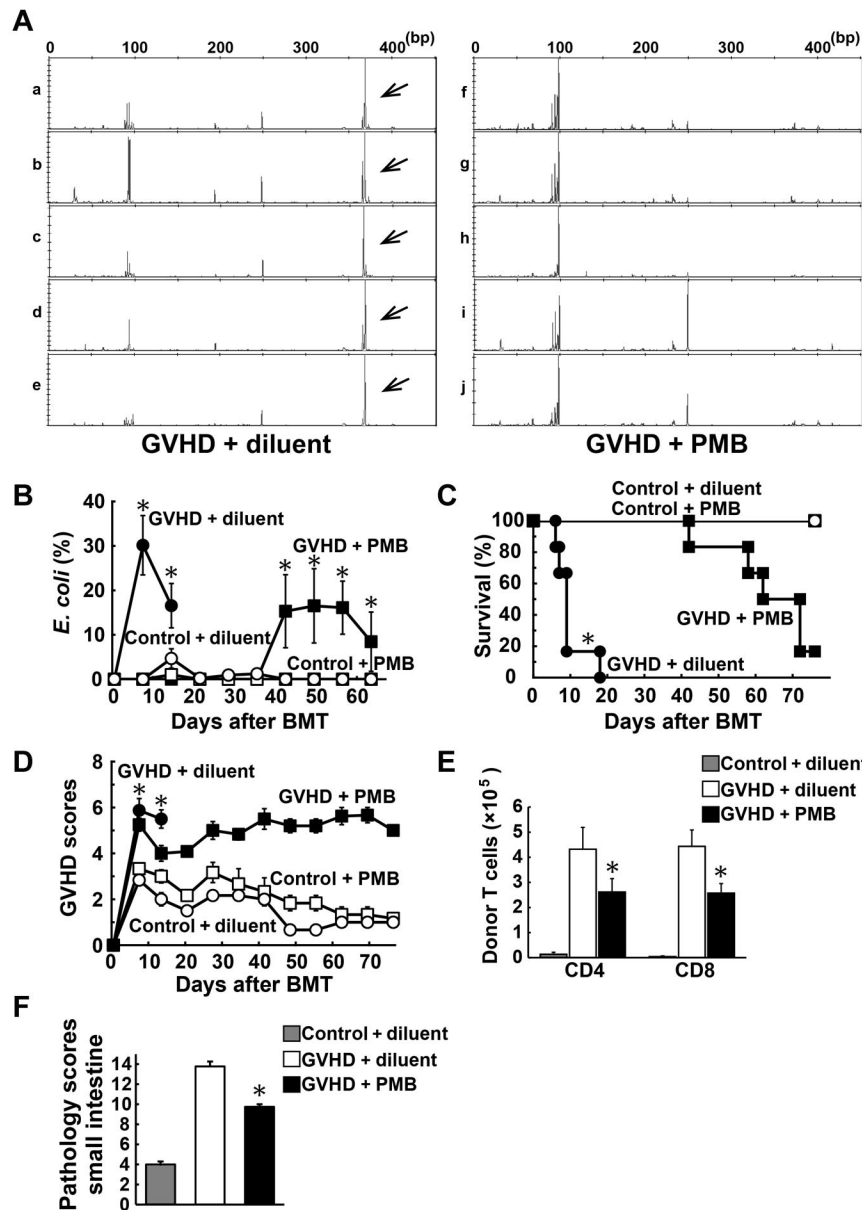 A
0 100 200 300 400 (bp)
0 100 200 300 400 (bp)
a
b
c
d
e
f
g
h
i
j
GVHD + diluent
GVHD + PMB
B
E. coli (%)
40
30
20
10
0
* GVHD + diluent
*
GVHD + PMB
* * * *
Control + diluent
Control + PMB
0 10 20 30 40 50 60
Days after BMT
C
Survival (%)
100
80
60
40
20
0
Control + diluent
Control + PMB
GVHD + PMB
*
GVHD + diluent
0 10 20 30 40 50 60 70
Days after BMT
D
GVHD scores
8
6
4
2
0
GVHD + diluent
* *
GVHD + PMB
Control + PMB
Control + diluent
0 10 20 30 40 50 60 70
Days after BMT
E
Control + diluent
GVHD + diluent
GVHD + PMB
Donor T cells (×10⁵)
6
5
4
3
2
1
0
* *
CD4 CD8
F
Control + diluent
GVHD + diluent
GVHD + PMB
Pathology scores
small intestine
14
12
10
8
6
4
2
0
*